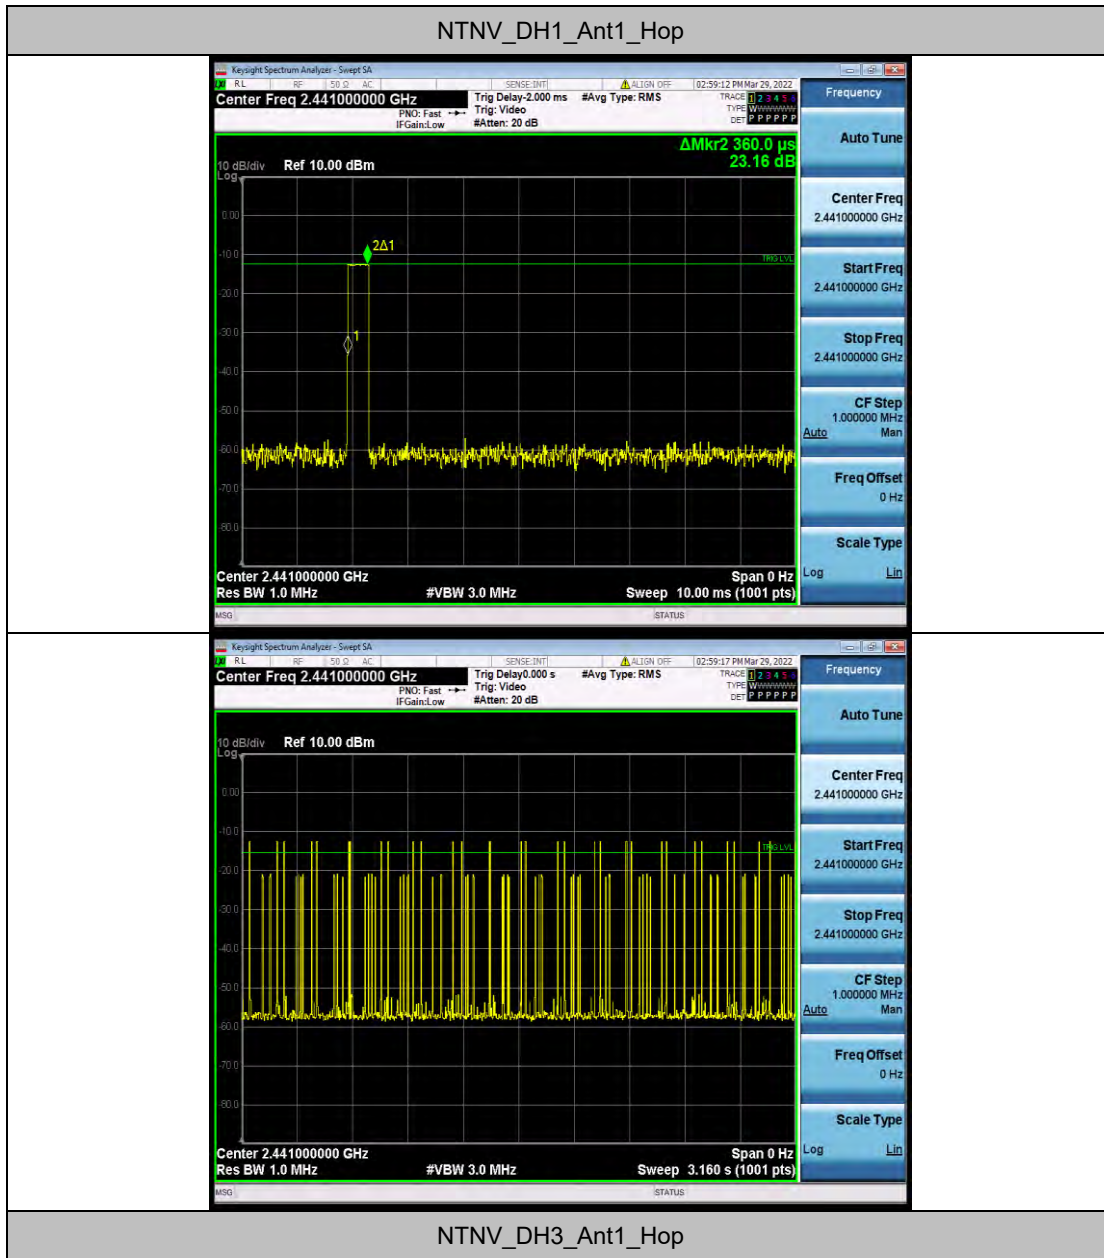 NTNV_DH1_Ant1_Hop
Keysight Spectrum Analyzer - Swept SA
RL RF 50 Ω AC SENSE:INT ALIGN OFF 02:59:12 PM Mar 29, 2022
Center Freq 2.441000000 GHz
PNO: Fast
IFGain:Low
Trig Delay-2.000 ms
Trig: Video
#Atten: 20 dB
#Avg Type: RMS
TRACE 1 2 3 4 5 6
TYPE WWWWWW
DET P P P P P P
ΔMkr2 360.0 µs
23.16 dB
10 dB/div Ref 10.00 dBm
Log
0.00
-10.0
-20.0
-30.0
-40.0
-50.0
-60.0
-70.0
-80.0
2Δ1
TRIG LVL
1
Center 2.441000000 GHz Span 0 Hz
Res BW 1.0 MHz #VBW 3.0 MHz Sweep 10.00 ms (1001 pts)
MSG STATUS
Frequency
Auto Tune
Center Freq
2.441000000 GHz
Start Freq
2.441000000 GHz
Stop Freq
2.441000000 GHz
CF Step
1.000000 MHz
Auto Man
Freq Offset
0 Hz
Scale Type
Log Lin
Keysight Spectrum Analyzer - Swept SA
RL RF 50 Ω AC SENSE:INT ALIGN OFF 02:59:17 PM Mar 29, 2022
Center Freq 2.441000000 GHz
PNO: Fast
IFGain:Low
Trig Delay0.000 s
Trig: Video
#Atten: 20 dB
#Avg Type: RMS
TRACE 1 2 3 4 5 6
TYPE WWWWWW
DET P P P P P P
10 dB/div Ref 10.00 dBm
Log
0.00
-10.0
-20.0
-30.0
-40.0
-50.0
-60.0
-70.0
-80.0
TRIG LVL
Center 2.441000000 GHz Span 0 Hz
Res BW 1.0 MHz #VBW 3.0 MHz Sweep 3.160 s (1001 pts)
MSG STATUS
Frequency
Auto Tune
Center Freq
2.441000000 GHz
Start Freq
2.441000000 GHz
Stop Freq
2.441000000 GHz
CF Step
1.000000 MHz
Auto Man
Freq Offset
0 Hz
Scale Type
Log Lin
NTNV_DH3_Ant1_Hop